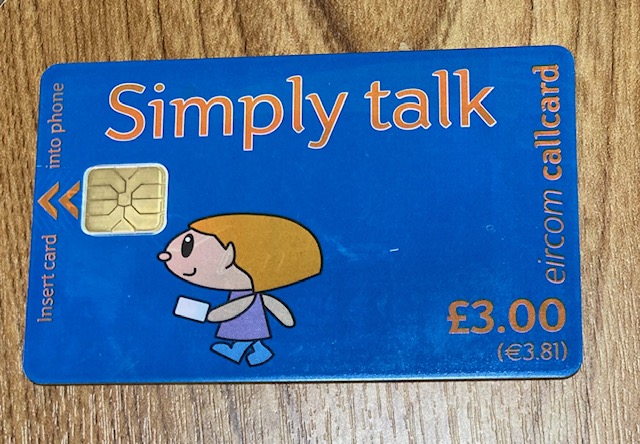 Simply talk
Insert card into phone
eircom callcard
£3.00
(€3.81)